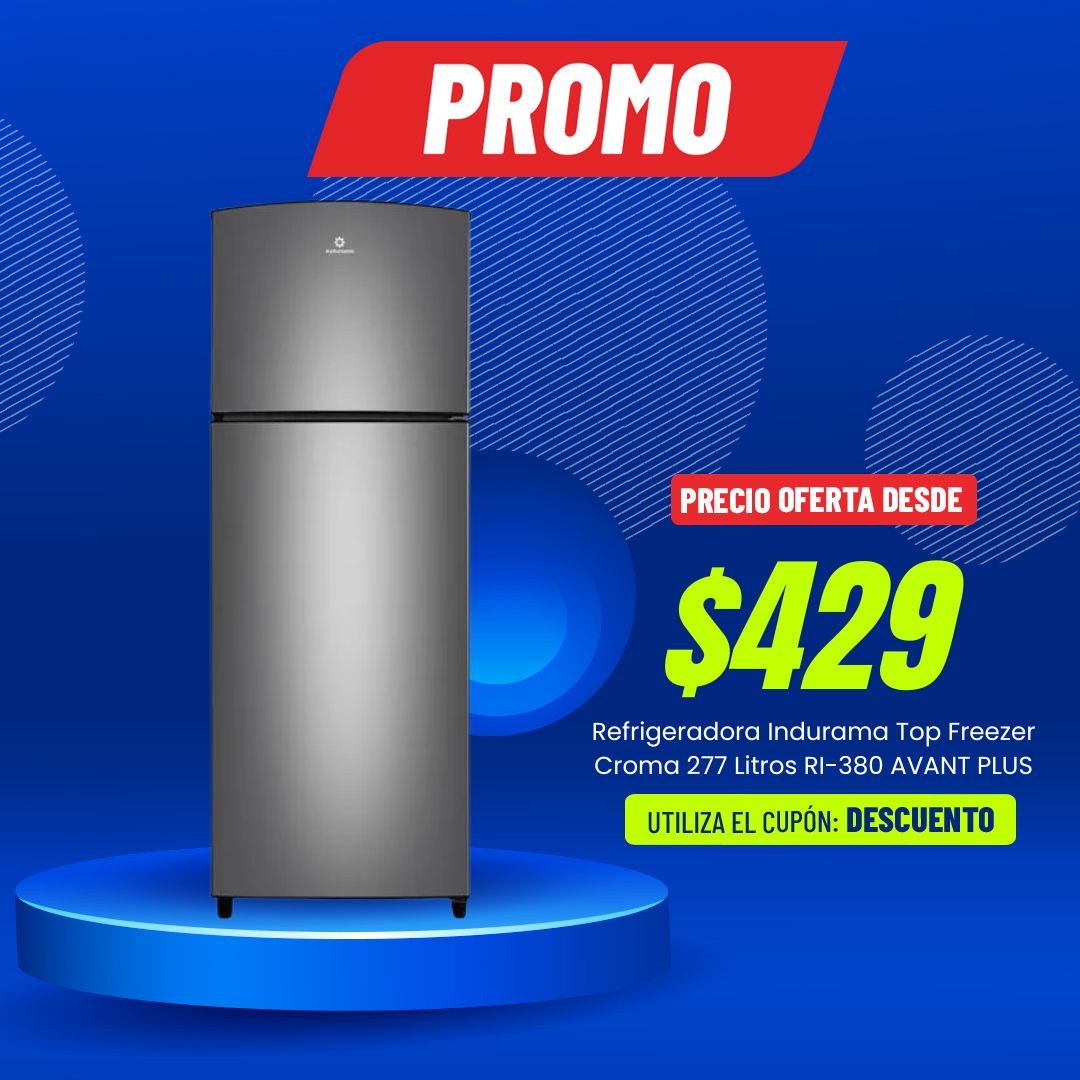 PROMO
indurama
PRECIO OFERTA DESDE
$429
Refrigeradora Indurama Top Freezer
Croma 277 Litros RI-380 AVANT PLUS
UTILIZA EL CUPÓN: DESCUENTO